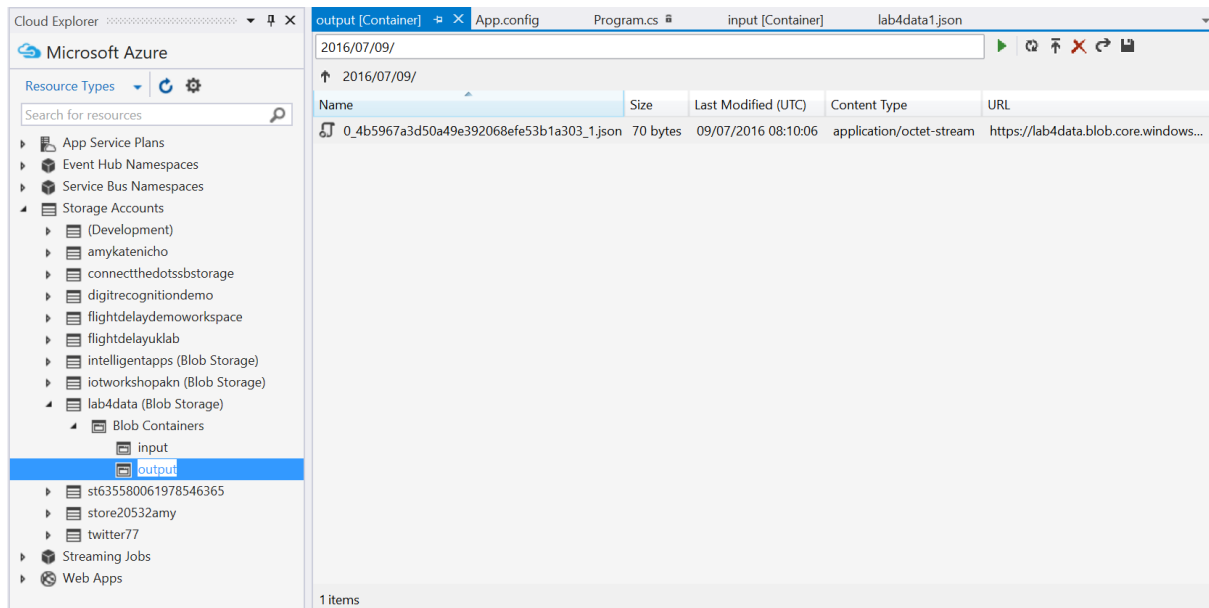 Cloud Explorer
Microsoft Azure
Resource Types
Search for resources
App Service Plans
Event Hub Namespaces
Service Bus Namespaces
Storage Accounts
(Development)
amykatenicho
connectthedotssbstorage
digitrecognitiondemo
flightdelaydemoworkspace
flightdelayuklab
intelligentapps (Blob Storage)
iotworkshopakn (Blob Storage)
lab4data (Blob Storage)
Blob Containers
input
output
st635580061978546365
store20532amy
twitter77
Streaming Jobs
Web Apps
output [Container] App.config Program.cs input [Container] lab4data1.json
2016/07/09/
2016/07/09/
Name Size Last Modified (UTC) Content Type URL
0_4b5967a3d50a49e392068efe53b1a303_1.json 70 bytes 09/07/2016 08:10:06 application/octet-stream https://lab4data.blob.core.windows...
1 items